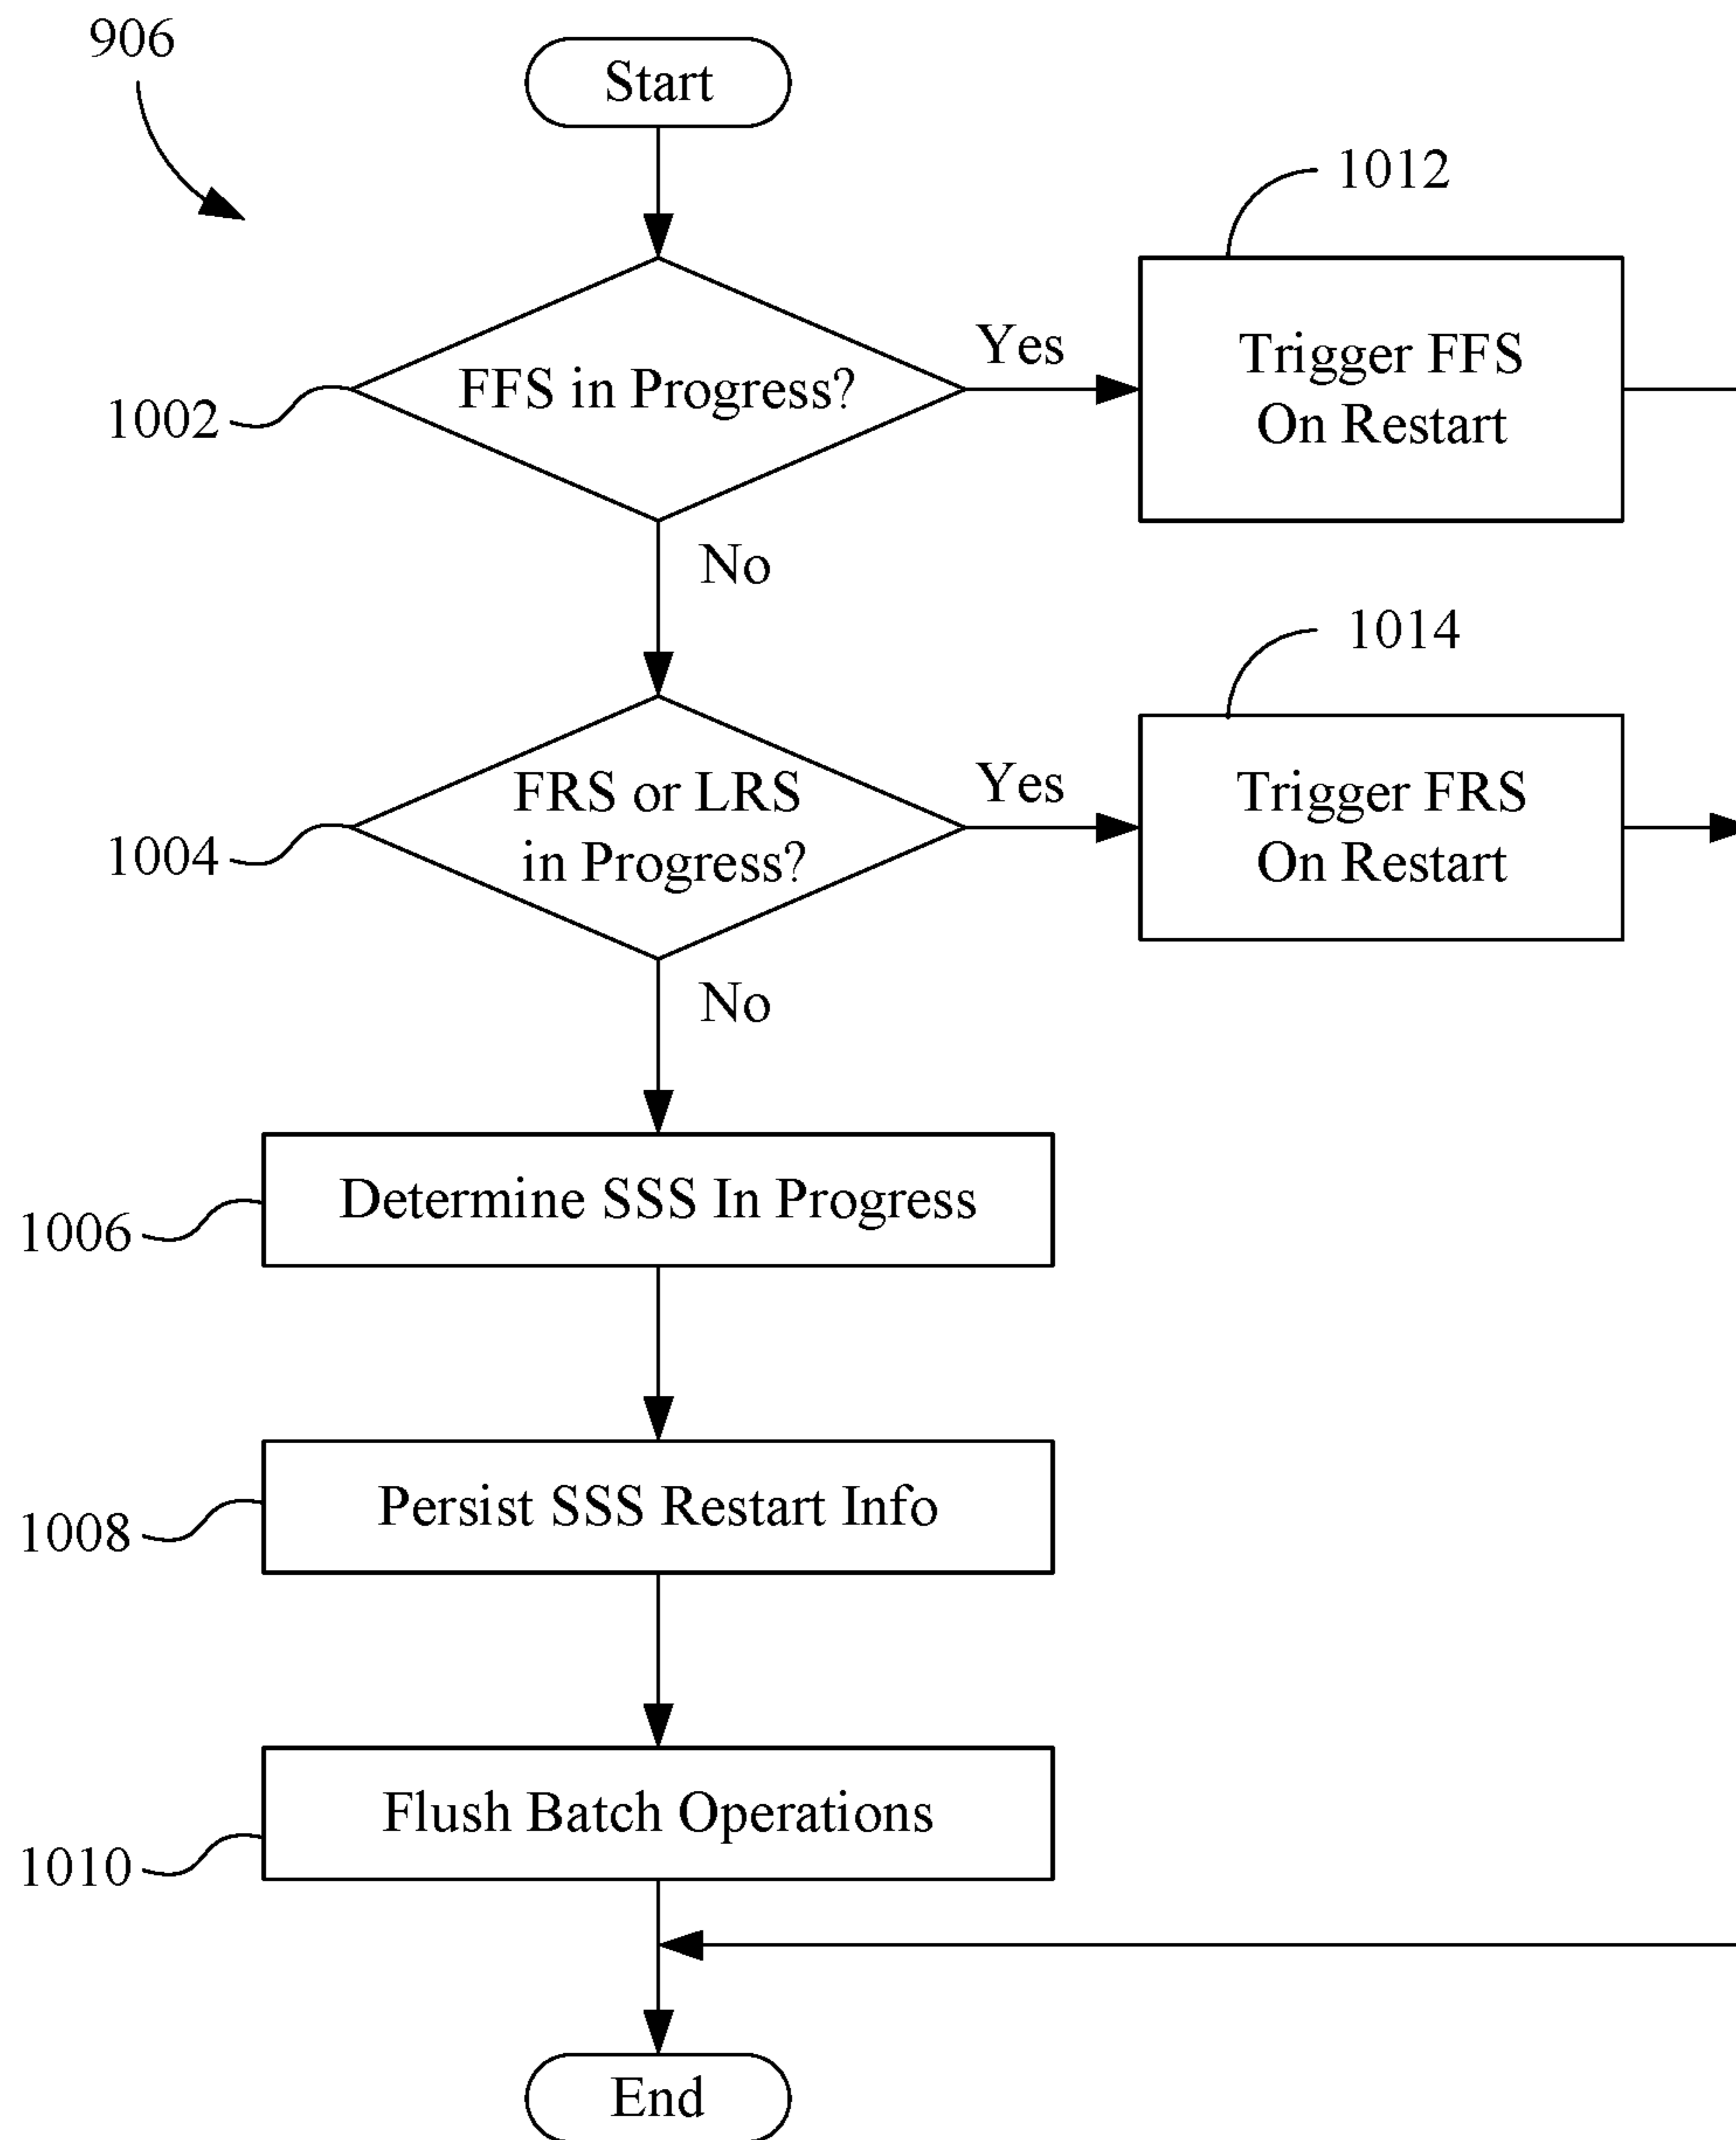 906
Start
1012
Yes
Trigger FFS
On Restart
FFS in Progress?
1002
No
1014
Yes
FRS or LRS
in Progress?
Trigger FRS
On Restart
1004
No
Determine SSS In Progress
1006
Persist SSS Restart Info
1008
Flush Batch Operations
1010
End